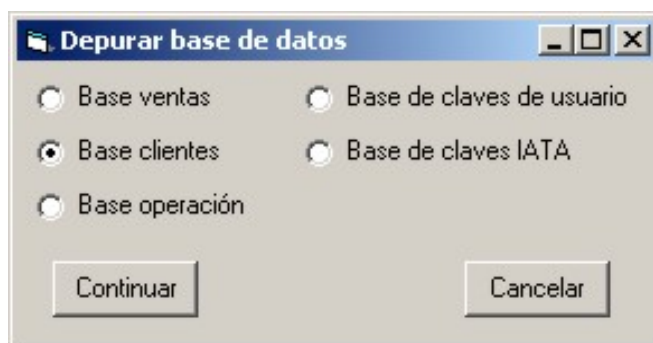 Depurar base de datos
Base ventas
Base de claves de usuario
Base clientes
Base de claves IATA
Base operación
Continuar
Cancelar